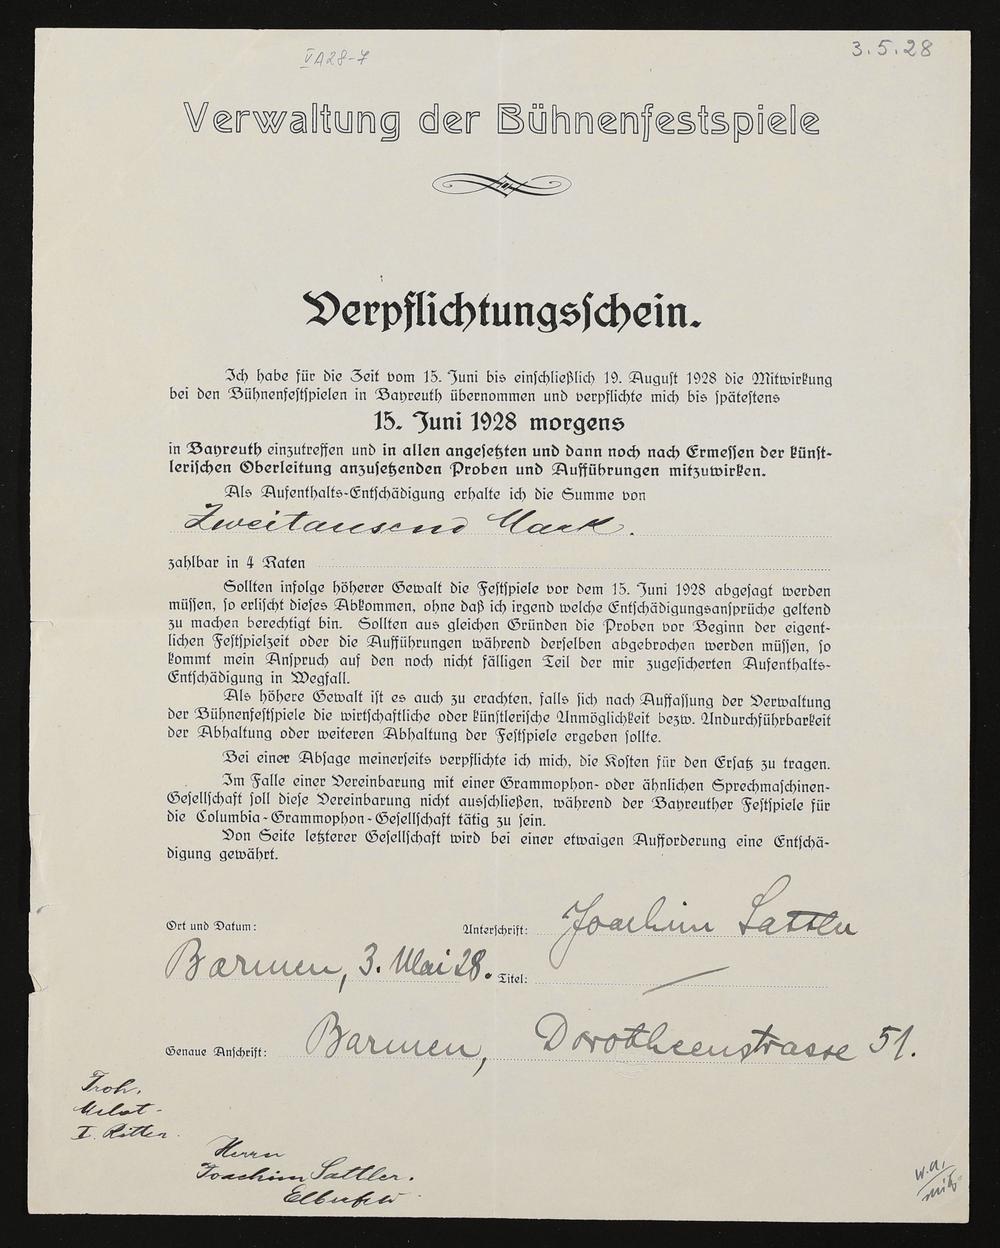 VA28-7
3.5.28
Verwaltung der Bühnenfestspiele
Verpflichtungsschein.
Ich habe für die Zeit vom 15. Juni bis einschließlich 19. August 1928 die Mitwirkung
bei den Bühnenfestspielen in Bayreuth übernommen und verpflichte mich bis spätestens
15. Juni 1928 morgens
in Bayreuth einzutreffen und in allen angesetzten und dann noch nach Ermessen der künst-
lerischen Oberleitung anzusetzenden Proben und Aufführungen mitzuwirken.
Als Aufenthalts-Entschädigung erhalte ich die Summe von
Zweitausend Mark.
zahlbar in 4 Raten
Sollten infolge höherer Gewalt die Festspiele vor dem 15. Juni 1928 abgesagt werden
müssen, so erlischt dieses Abkommen, ohne daß ich irgend welche Entschädigungsansprüche geltend
zu machen berechtigt bin. Sollten aus gleichen Gründen die Proben vor Beginn der eigent-
lichen Festspielzeit oder die Aufführungen während derselben abgebrochen werden müssen, so
kommt mein Anspruch auf den noch nicht fälligen Teil der mir zugesicherten Aufenthalts-
Entschädigung in Wegfall.
Als höhere Gewalt ist es auch zu erachten, falls sich nach Auffassung der Verwaltung
der Bühnenfestspiele die wirtschaftliche oder künstlerische Unmöglichkeit bezw. Undurchführbarkeit
der Abhaltung oder weiteren Abhaltung der Festspiele ergeben sollte.
Bei einer Absage meinerseits verpflichte ich mich, die Kosten für den Ersatz zu tragen.
Im Falle einer Vereinbarung mit einer Grammophon- oder ähnlichen Sprechmaschinen-
Gesellschaft soll diese Vereinbarung nicht ausschließen, während der Bayreuther Festspiele für
die Columbia-Grammophon-Gesellschaft tätig zu sein.
Von Seite letzterer Gesellschaft wird bei einer etwaigen Aufforderung eine Entschä-
digung gewährt.
Ort und Datum: Unterschrift: Joachim Sattler
Barmen, 3. Mai 28. Titel:
Genaue Anschrift: Barmen, Dorotheenstrasse 51.
Froh,
Melot-
I. Ritter.
Herrn
Joachim Sattler.
Elberfeld